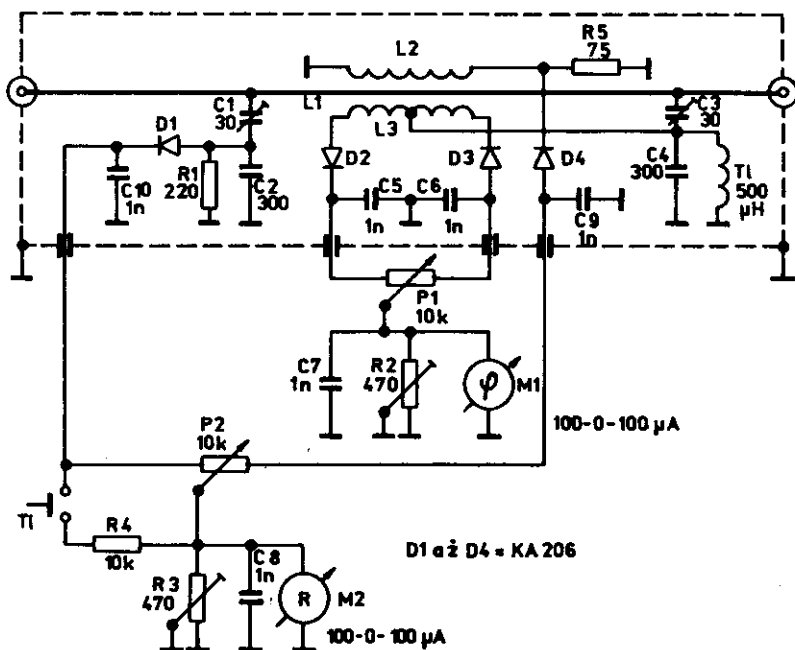 R5
75
L2
L1
C1
30
C3
30
L3
D1
D2
D3
D4
C4
300
Tl
500
µH
C10
1n
R1
220
C2
300
C5
1n
C6
1n
C9
1n
P1
10k
C7
1n
R2
470
φ
M1
100-0-100 µA
P2
10k
Tl
R4
10k
D1 až D4 = KA 206
R3
470
C8
1n
R
M2
100-0-100 µA